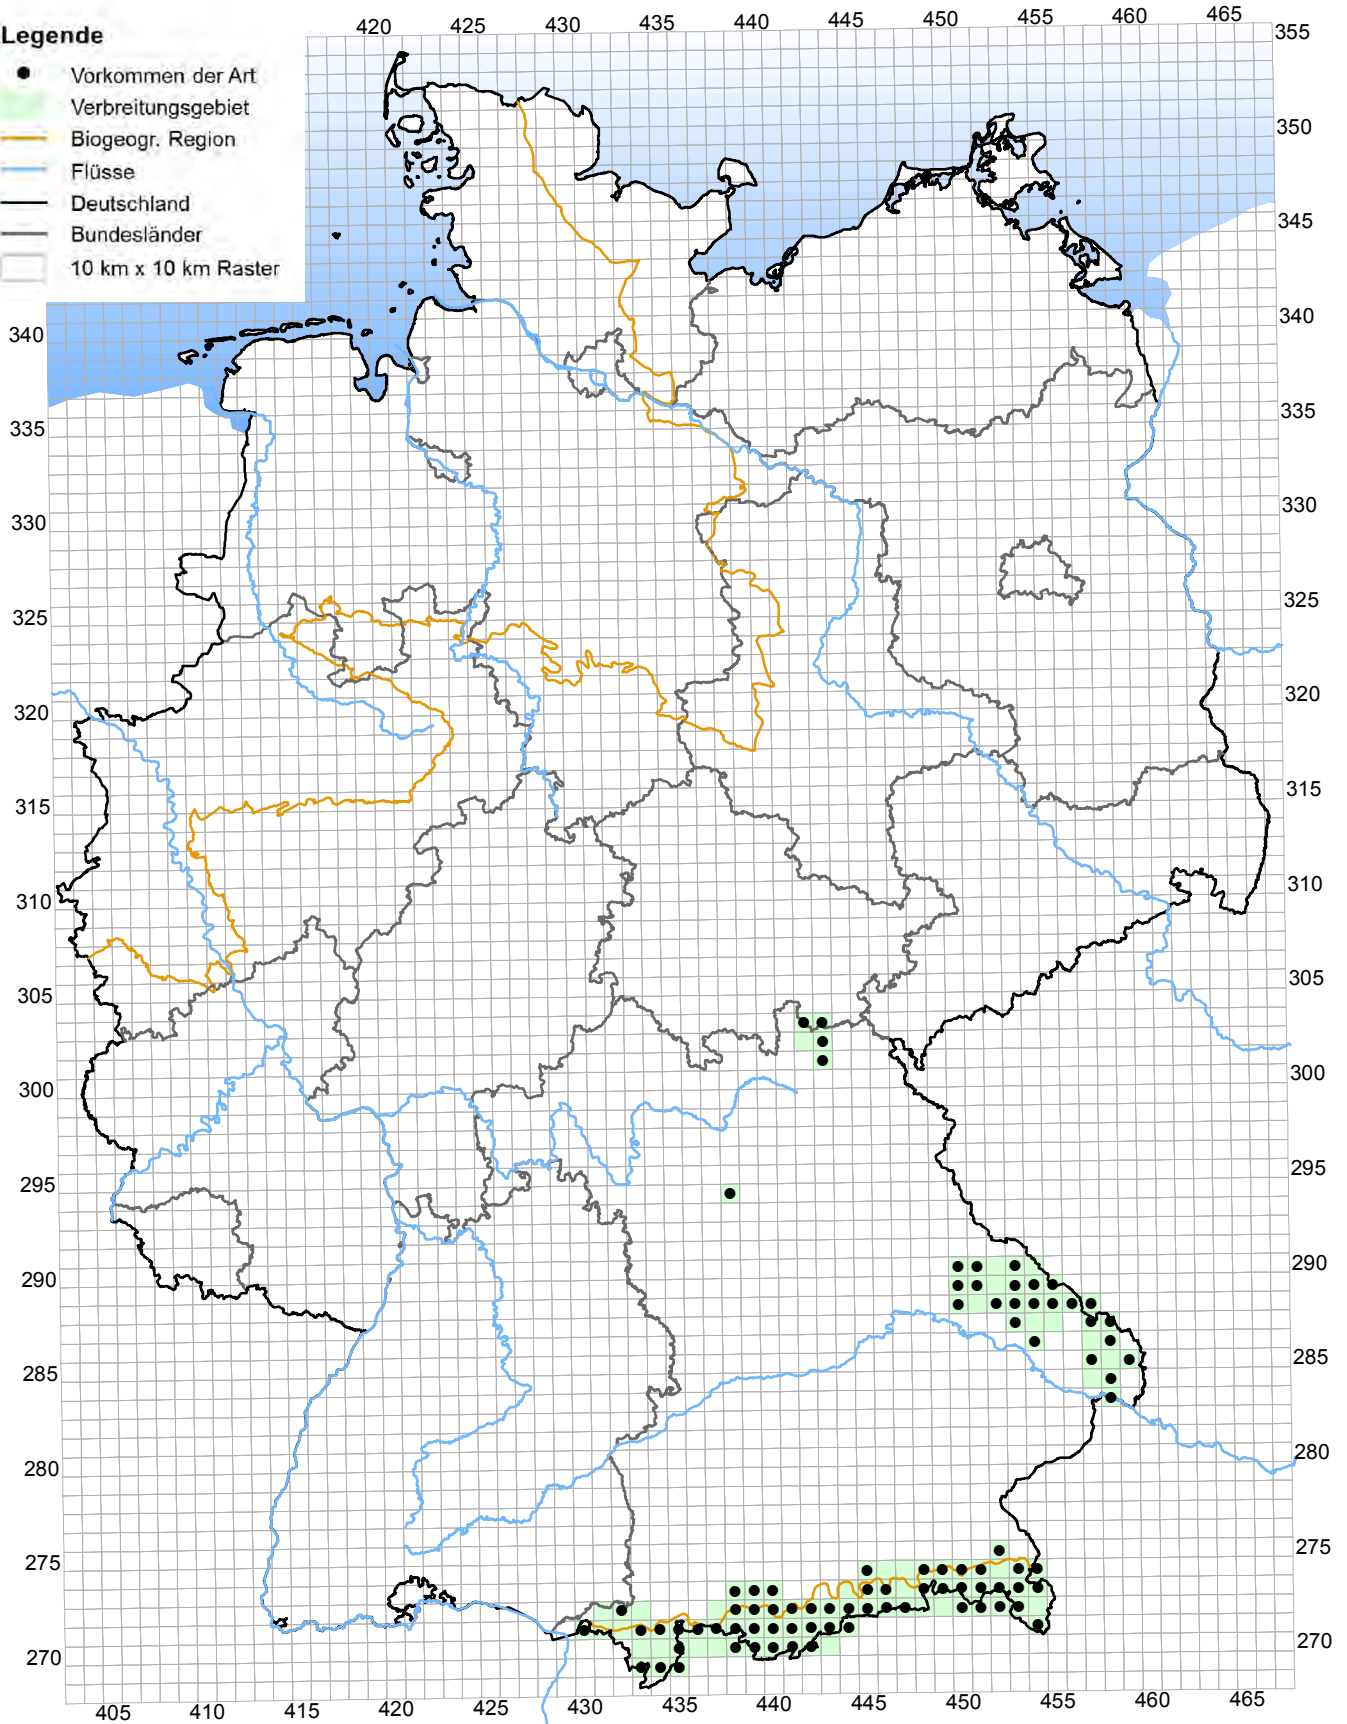 420 425 430 435 440 445 450 455 460 465
Legende
Vorkommen der Art
Verbreitungsgebiet
Biogeogr. Region
Flüsse
Deutschland
Bundesländer
10 km x 10 km Raster
355
350
345
340 340
335 335
330 330
325 325
320 320
315 315
310 310
305 305
300 300
295 295
290 290
285 285
280 280
275 275
270 270
405 410 415 420 425 430 435 440 445 450 455 460 465